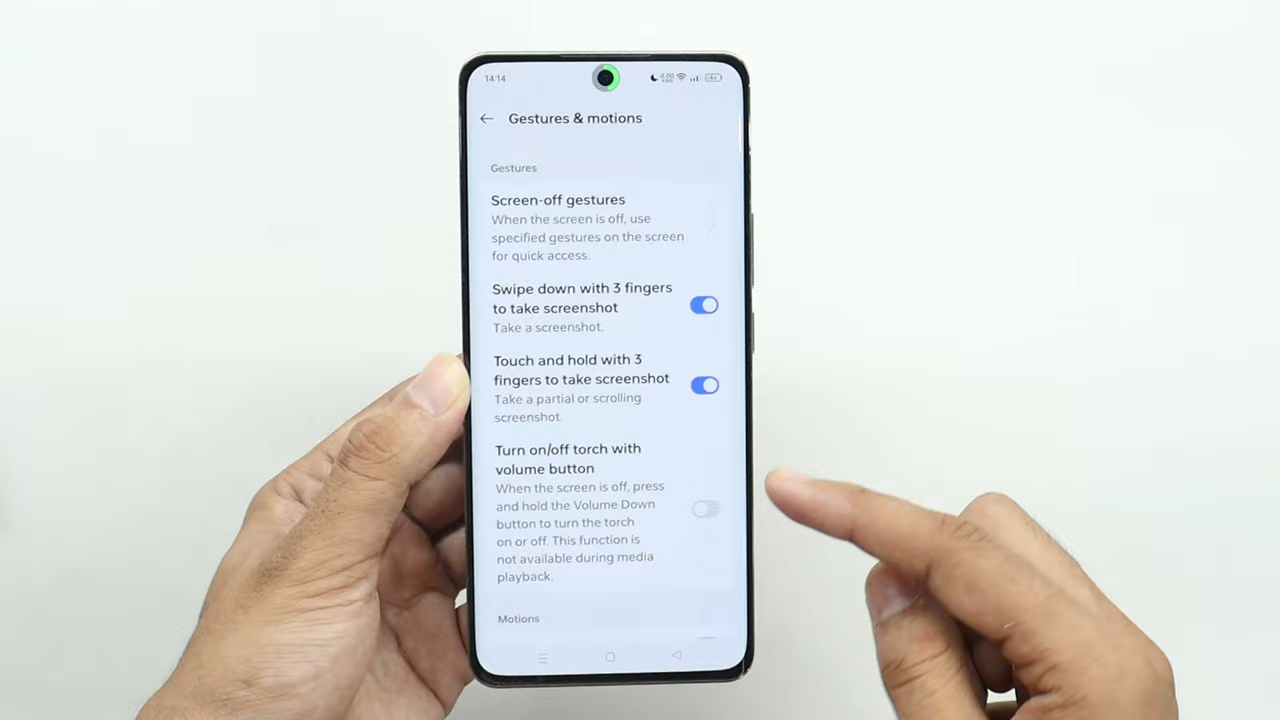 14:14
0.00
Gestures & motions
Gestures
Screen-off gestures
When the screen is off, use
specified gestures on the screen
for quick access.
Swipe down with 3 fingers
to take screenshot
Take a screenshot.
Touch and hold with 3
fingers to take screenshot
Take a partial or scrolling
screenshot.
Turn on/off torch with
volume button
When the screen is off, press
and hold the Volume Down
button to turn the torch
on or off. This function is
not available during media
playback.
Motions